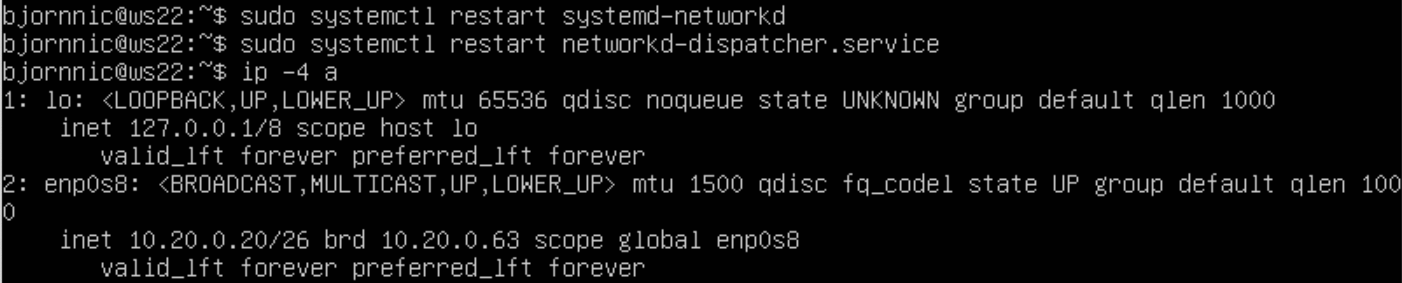 bjornnic@ws22:~$ sudo systemctl restart systemd-networkd
bjornnic@ws22:~$ sudo systemctl restart networkd-dispatcher.service
bjornnic@ws22:~$ ip -4 a
1: lo: <LOOPBACK,UP,LOWER_UP> mtu 65536 qdisc noqueue state UNKNOWN group default qlen 1000
    inet 127.0.0.1/8 scope host lo
       valid_lft forever preferred_lft forever
2: enp0s8: <BROADCAST,MULTICAST,UP,LOWER_UP> mtu 1500 qdisc fq_codel state UP group default qlen 100
0
    inet 10.20.0.20/26 brd 10.20.0.63 scope global enp0s8
       valid_lft forever preferred_lft forever